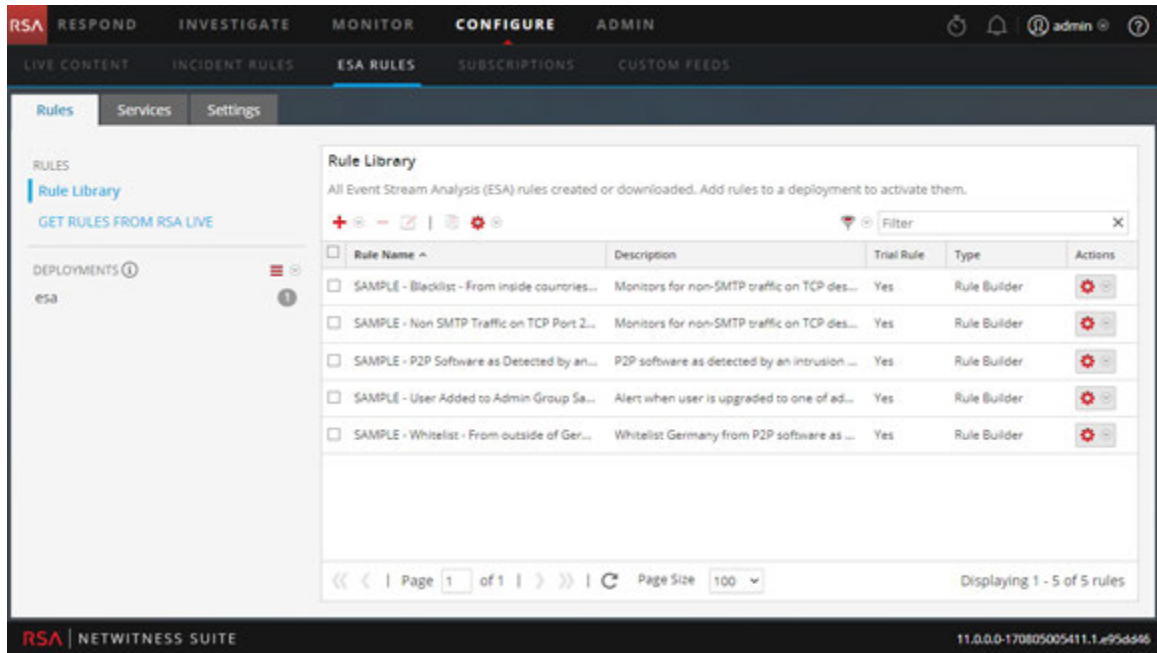 RSA RESPOND INVESTIGATE MONITOR CONFIGURE ADMIN admin
LIVE CONTENT INCIDENT RULES ESA RULES SUBSCRIPTIONS CUSTOM FEEDS
Rules Services Settings
RULES
Rule Library
GET RULES FROM RSA LIVE
DEPLOYMENTS
esa 1
Rule Library
All Event Stream Analysis (ESA) rules created or downloaded. Add rules to a deployment to activate them.
Filter
Rule Name Description Trial Rule Type Actions
SAMPLE - Blacklist - From inside countries... Monitors for non-SMTP traffic on TCP des... Yes Rule Builder
SAMPLE - Non SMTP Traffic on TCP Port 2... Monitors for non-SMTP traffic on TCP des... Yes Rule Builder
SAMPLE - P2P Software as Detected by an... P2P software as detected by an intrusion ... Yes Rule Builder
SAMPLE - User Added to Admin Group Sa... Alert when user is upgraded to one of ad... Yes Rule Builder
SAMPLE - Whitelist - From outside of Ger... Whitelist Germany from P2P software as ... Yes Rule Builder
Page 1 of 1 Page Size 100 Displaying 1 - 5 of 5 rules
RSA NETWITNESS SUITE 11.0.0.0-170805005411.1.e95dd46